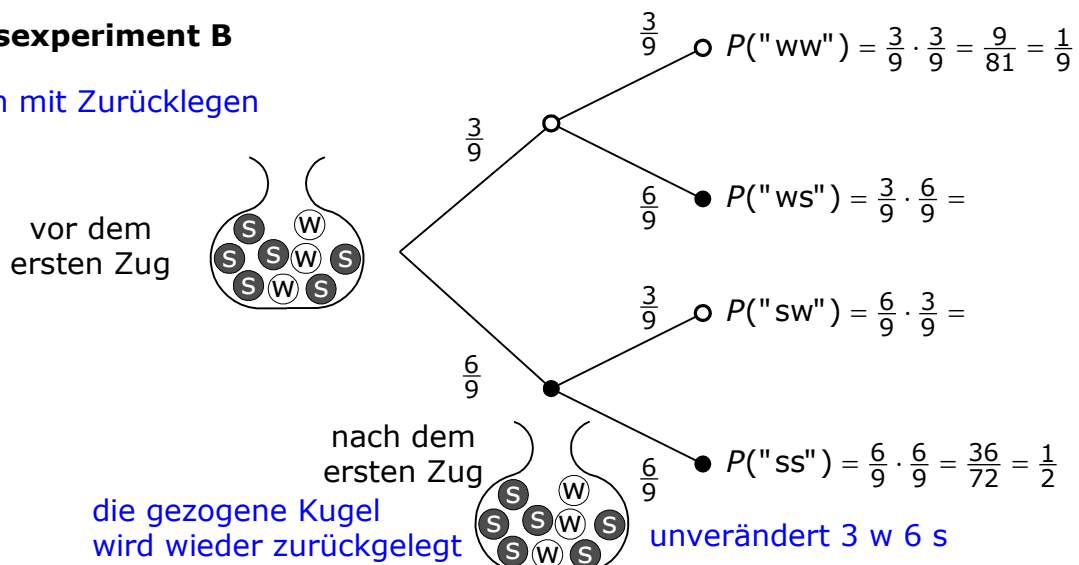 sexperiment B
n mit Zurücklegen
vor dem
ersten Zug
S W
S S W S
S W S
3/9
6/9
3/9
P("ww") = 3/9 · 3/9 = 9/81 = 1/9
6/9
P("ws") = 3/9 · 6/9 =
3/9
P("sw") = 6/9 · 3/9 =
6/9
P("ss") = 6/9 · 6/9 = 36/72 = 1/2
nach dem
ersten Zug
die gezogene Kugel
wird wieder zurückgelegt
S W
S S W S
S W S
unverändert 3 w 6 s